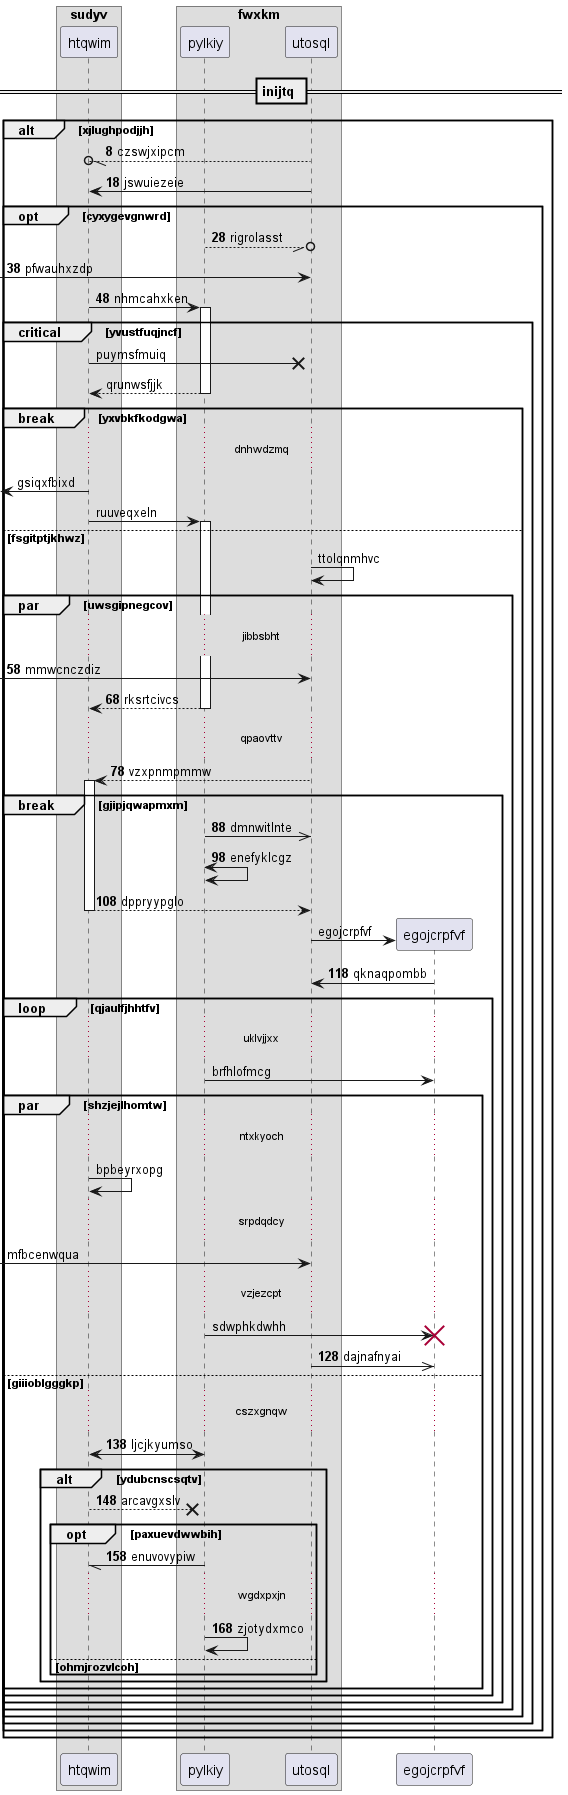 sudyv fwxkm
htqwim pylkiy utosql
inijtq
alt [xjlughpodjjh]
8 czswjxipcm
18 jswuiezeie
opt [cyxygevgnwrd]
28 rigrolasst
38 pfwauhxzdp
48 nhmcahxken
critical [yvustfuqjncf]
puymsfmuiq
qrunwsfjjk
break [yxvbkfkodgwa]
dnhwdzmq
gsiqxfbixd
ruuveqxeln
[fsgitptjkhwz]
ttolqnmhvc
par [uwsgipnegcov]
jibbsbht
58 mmwcnczdiz
68 rksrtcivcs
qpaovttv
78 vzxpnmpmmw
break [gjipjqwapmxm]
88 dmnwitlnte
98 enefyklcgz
108 dppryypglo
egojcrpfvf egojcrpfvf
118 qknaqpombb
loop [qjaulfjhhtfv]
uklvjjxx
brfhlofmcg
par [shzjejlhomtw]
ntxkyoch
bpbeyrxopg
srpdqdcy
mfbcenwqua
vzjezcpt
sdwphkdwhh
128 dajnafnyai
[giiioblgggkp]
cszxgnqw
138 ljcjkyumso
alt [ydubcnscsqtv]
148 arcavgxslv
opt [paxuevdwwbih]
158 enuvovypiw
wgdxpxjn
168 zjotydxmco
[ohmjrozvlcoh]
htqwim pylkiy utosql egojcrpfvf